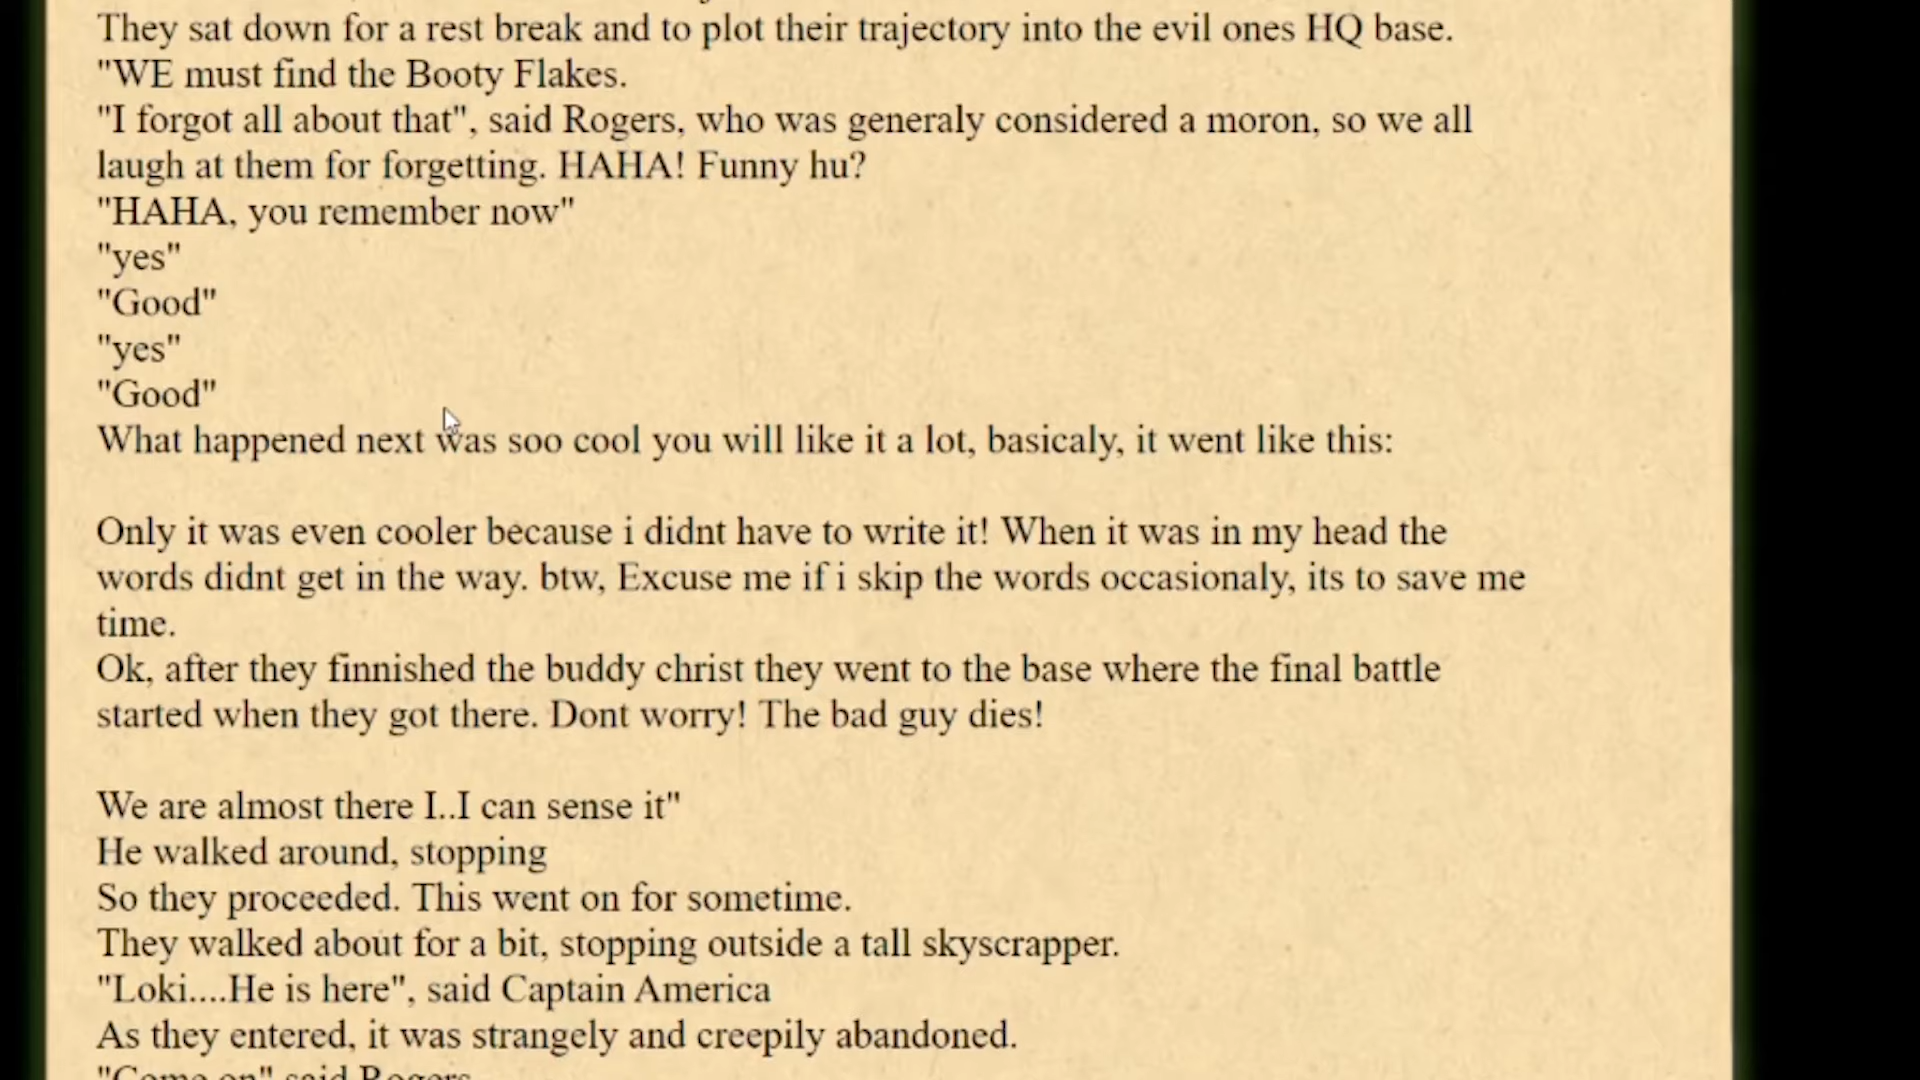 They sat down for a rest break and to plot their trajectory into the evil ones HQ base.
"WE must find the Booty Flakes.
"I forgot all about that", said Rogers, who was generaly considered a moron, so we all
laugh at them for forgetting. HAHA! Funny hu?
"HAHA, you remember now"
"yes"
"Good"
"yes"
"Good"
What happened next was soo cool you will like it a lot, basicaly, it went like this:
Only it was even cooler because i didnt have to write it! When it was in my head the
words didnt get in the way. btw, Excuse me if i skip the words occasionaly, its to save me
time.
Ok, after they finnished the buddy christ they went to the base where the final battle
started when they got there. Dont worry! The bad guy dies!
We are almost there I..I can sense it"
He walked around, stopping
So they proceeded. This went on for sometime.
They walked about for a bit, stopping outside a tall skyscrapper.
"Loki....He is here", said Captain America
As they entered, it was strangely and creepily abandoned.
"Come on" said Rogers